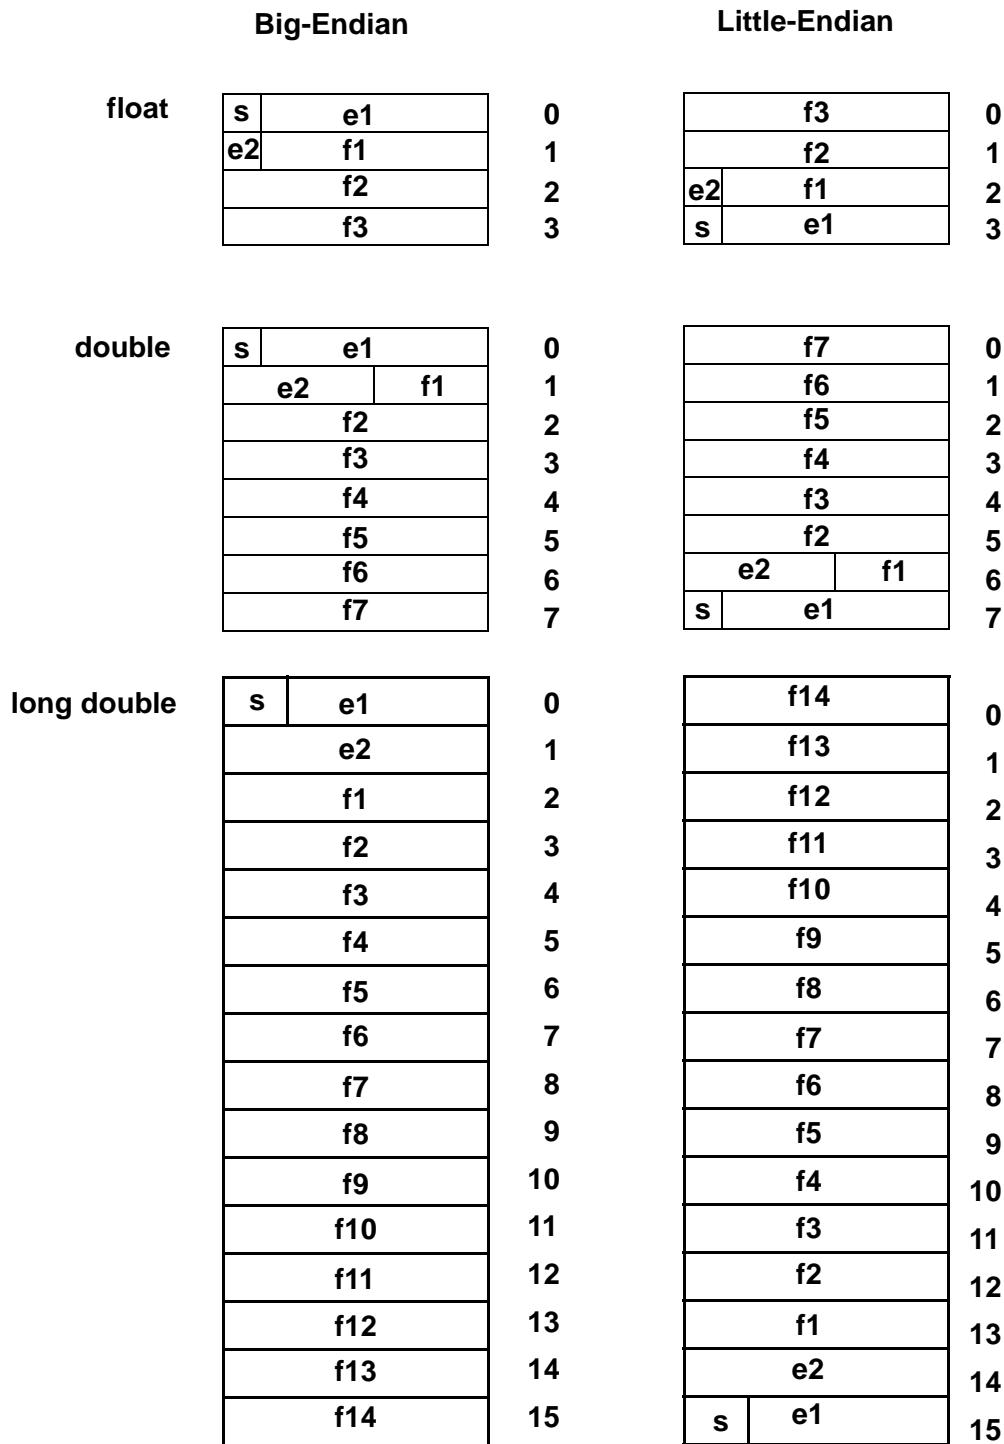 Big-Endian Little-Endian
float s e1 0 f3 0
e2 f1 1 f2 1
f2 2 e2 f1 2
f3 3 s e1 3
double s e1 0 f7 0
e2 f1 1 f6 1
f2 2 f5 2
f3 3 f4 3
f4 4 f3 4
f5 5 f2 5
f6 6 e2 f1 6
f7 7 s e1 7
long double s e1 0 f14 0
e2 1 f13 1
f1 2 f12 2
f2 3 f11 3
f3 4 f10 4
f4 5 f9 5
f5 6 f8 6
f6 7 f7 7
f7 8 f6 8
f8 9 f5 9
f9 10 f4 10
f10 11 f3 11
f11 12 f2 12
f12 13 f1 13
f13 14 e2 14
f14 15 s e1 15